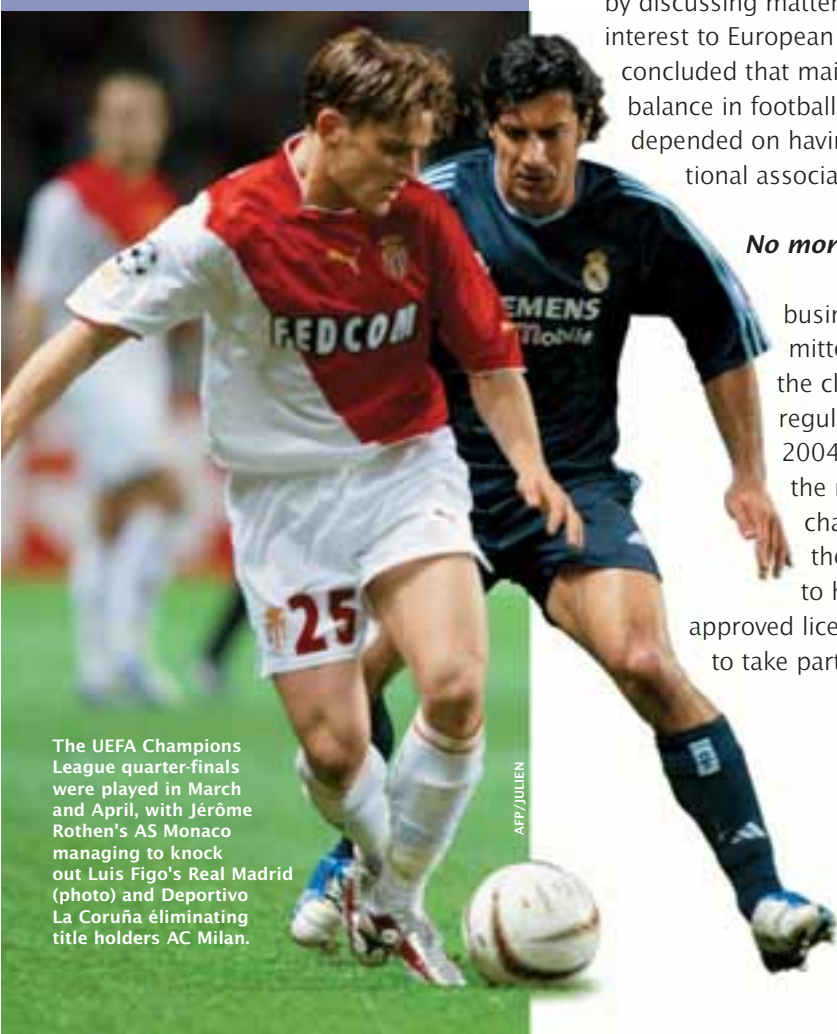 by discussing matter
interest to European
concluded that mai
balance in football
depended on havin
tional associa
No mor
busin
mitte
the cl
regul
2004
the
cha
the
to h
approved lice
to take part
FEDCOM
EMENS
mobile
25
The UEFA Champions
League quarter-finals
were played in March
and April, with Jérôme
Rothen's AS Monaco
managing to knock
out Luis Figo's Real Madrid
(photo) and Deportivo
La Coruña éliminating
title holders AC Milan.
AFP/JULIEN